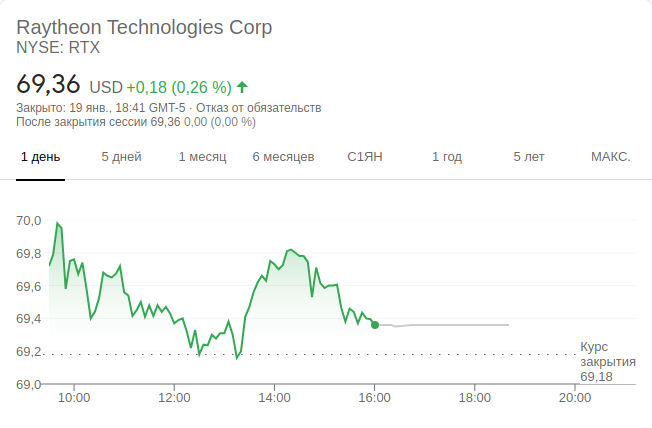 Raytheon Technologies Corp
NYSE: RTX
69,36 USD +0,18 (0,26 %)
Закрыто: 19 янв., 18:41 GMT-5 · Отказ от обязательств
После закрытия сессии 69,36 0,00 (0,00 %)
1 день 5 дней 1 месяц 6 месяцев С1ЯН 1 год 5 лет МАКС.
70,0
69,8
69,6
69,4
69,2
69,0
Курс
закрытия
69,18
10:00 12:00 14:00 16:00 18:00 20:00